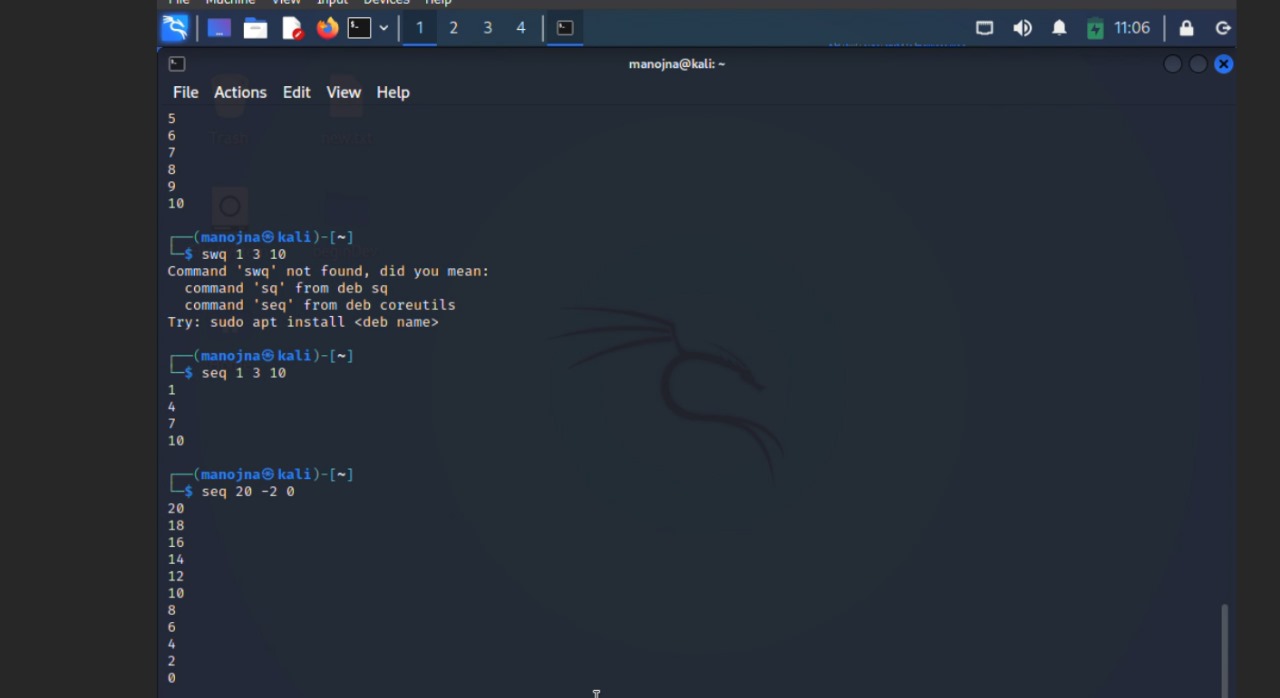 File Machine View Input Devices Help
1 2 3 4 11:06
manojna@kali: ~
File Actions Edit View Help
Trash
5
6
7
8
9
10
┌──(manojna㉿kali)-[~]
└─$ swq 1 3 10
Command 'swq' not found, did you mean:
command 'sq' from deb sq
command 'seq' from deb coreutils
Try: sudo apt install <deb name>
┌──(manojna㉿kali)-[~]
└─$ seq 1 3 10
1
4
7
10
┌──(manojna㉿kali)-[~]
└─$ seq 20 -2 0
20
18
16
14
12
10
8
6
4
2
0